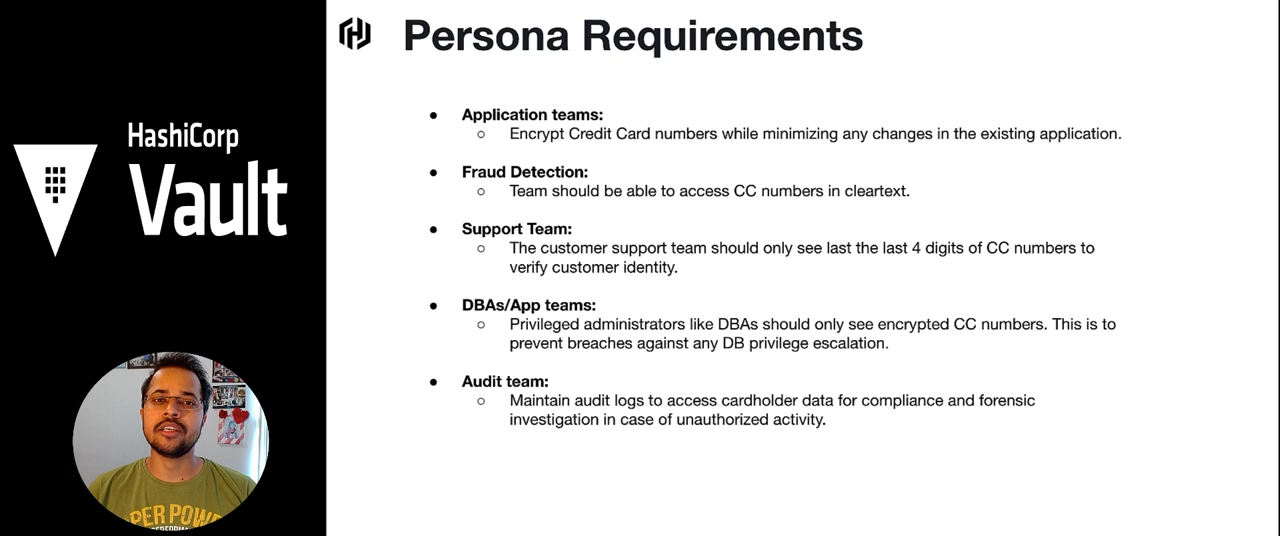 HashiCorp
Vault
Persona Requirements
● Application teams:
○ Encrypt Credit Card numbers while minimizing any changes in the existing application.
● Fraud Detection:
○ Team should be able to access CC numbers in cleartext.
● Support Team:
○ The customer support team should only see last the last 4 digits of CC numbers to
verify customer identity.
● DBAs/App teams:
○ Privileged administrators like DBAs should only see encrypted CC numbers. This is to
prevent breaches against any DB privilege escalation.
● Audit team:
○ Maintain audit logs to access cardholder data for compliance and forensic
investigation in case of unauthorized activity.
PER POW